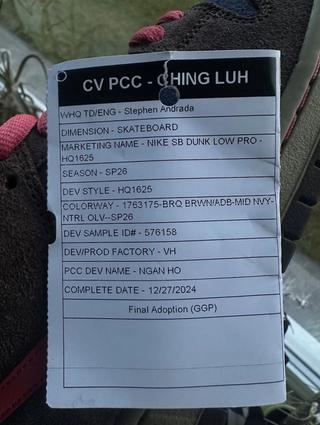 CV PCC - CHING LUH
WHQ TD/ENG - Stephen Andrada
DIMENSION - SKATEBOARD
MARKETING NAME - NIKE SB DUNK LOW PRO -
HQ1625
SEASON - SP26
DEV STYLE - HQ1625
COLORWAY - 1763175-BRQ BRWN/ADB-MID NVY-
NTRL OLV--SP26
DEV SAMPLE ID# - 576158
DEV/PROD FACTORY - VH
PCC DEV NAME - NGAN HO
COMPLETE DATE - 12/27/2024
Final Adoption (GGP)